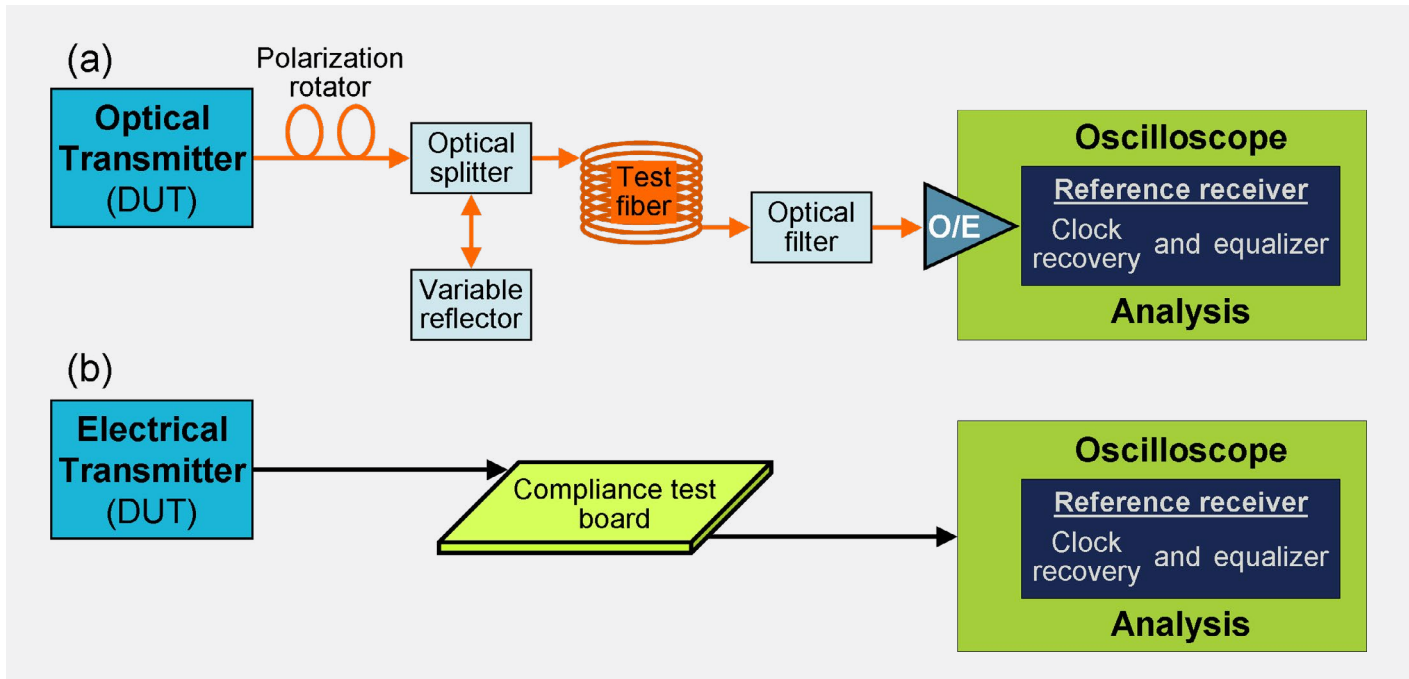 (a)
Optical
Transmitter
(DUT)
Polarization
rotator
Optical
splitter
Variable
reflector
Test
fiber
Optical
filter
O/E
Oscilloscope
Reference receiver
Clock
recovery and equalizer
Analysis
(b)
Electrical
Transmitter
(DUT)
Compliance test
board
Oscilloscope
Reference receiver
Clock
recovery and equalizer
Analysis